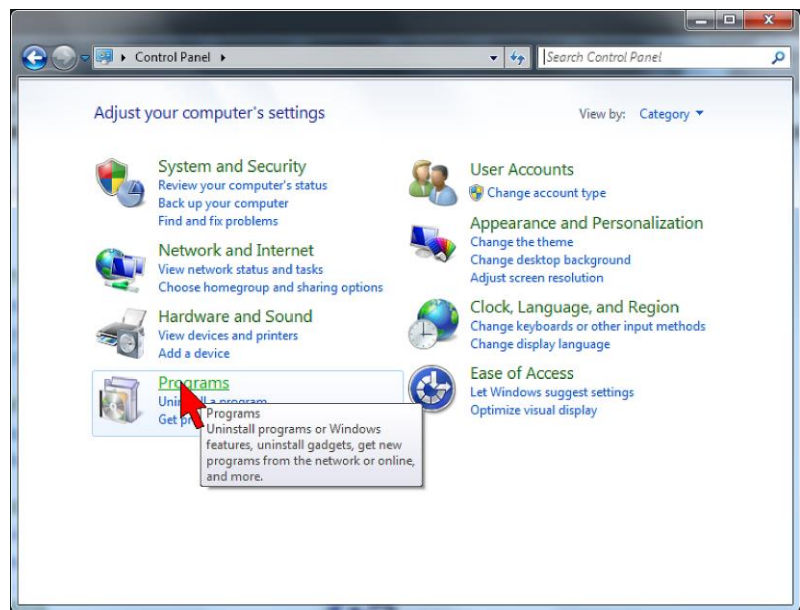 Control Panel
Search Control Panel
Adjust your computer's settings
View by: Category
System and Security
Review your computer's status
Back up your computer
Find and fix problems
Network and Internet
View network status and tasks
Choose homegroup and sharing options
Hardware and Sound
View devices and printers
Add a device
Programs
Uninstall a program
Get
Programs
Uninstall programs or Windows
features, uninstall gadgets, get new
programs from the network or online,
and more.
User Accounts
Change account type
Appearance and Personalization
Change the theme
Change desktop background
Adjust screen resolution
Clock, Language, and Region
Change keyboards or other input methods
Change display language
Ease of Access
Let Windows suggest settings
Optimize visual display